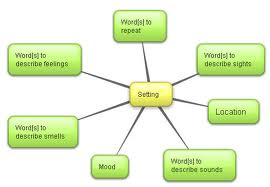 Word[s] to
repeat
Word[s] to
describe feelings
Word[s] to
describe sights
Setting
Location
Word[s] to
describe smells
Mood
Word[s] to
describe sounds